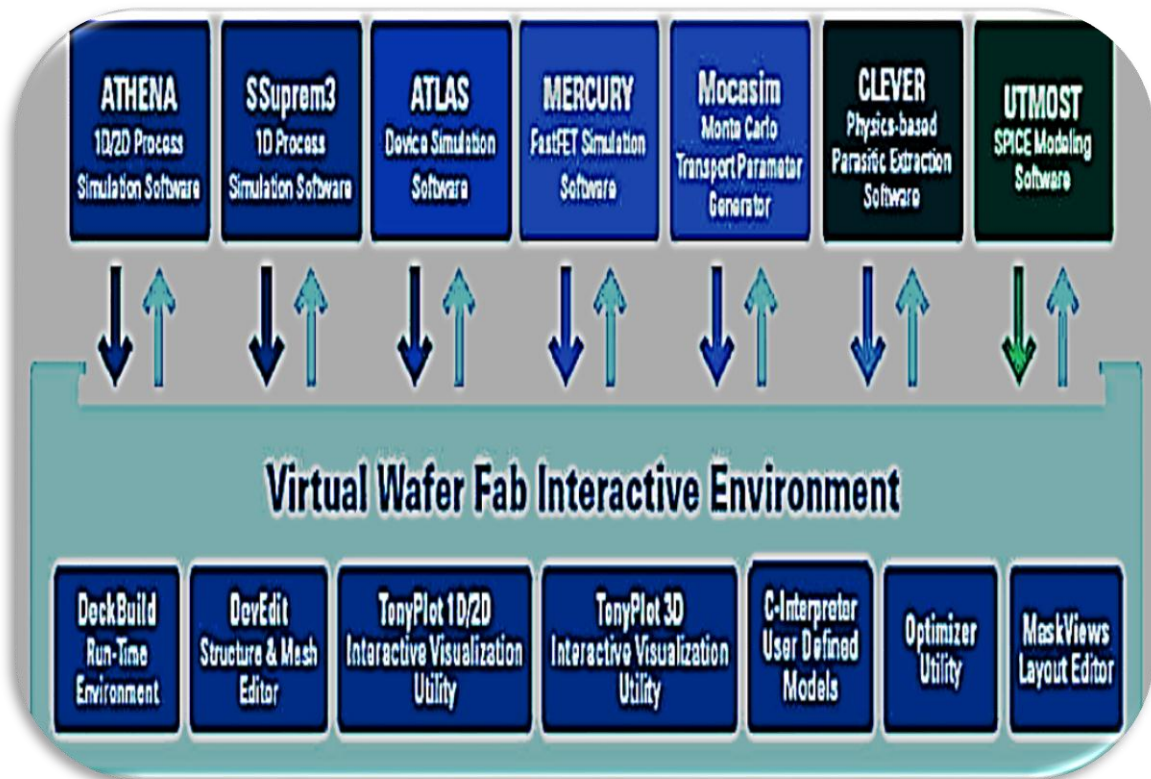 ATHENA
1D/2D Process
Simulation Software
SSuprem3
1D Process
Simulation Software
ATLAS
Device Simulation
Software
MERCURY
FastFET Simulation
Software
Mocasim
Monte Carlo
Transport Parameter
Generator
CLEVER
Physics-based
Parasitic Extraction
Software
UTMOST
SPICE Modeling
Software
Virtual Wafer Fab Interactive Environment
DeckBuild
Run-Time
Environment
DevEdit
Structure & Mesh
Editor
TonyPlot 1D/2D
Interactive Visualization
Utility
TonyPlot 3D
Interactive Visualization
Utility
C-Interpreter
User Defined
Models
Optimizer
Utility
MaskViews
Layout Editor